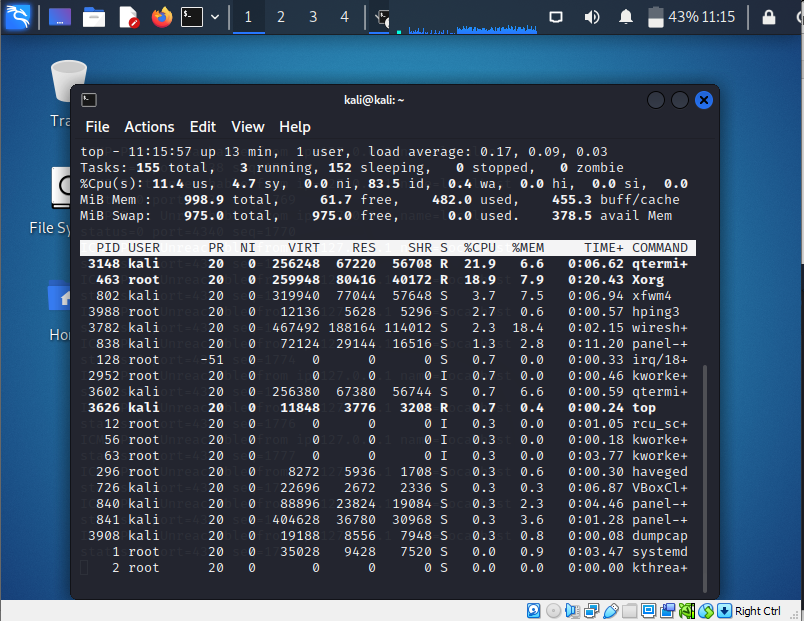 1 2 3 4 43% 11:15
Tra
File Sy
Ho
kali@kali: ~
File Actions Edit View Help
top - 11:15:57 up 13 min,  1 user,  load average: 0.17, 0.09, 0.03
Tasks: 155 total,   3 running, 152 sleeping,   0 stopped,   0 zombie
%Cpu(s): 11.4 us,  4.7 sy,  0.0 ni, 83.5 id,  0.4 wa,  0.0 hi,  0.0 si,  0.0
MiB Mem :    998.9 total,     61.7 free,    482.0 used,    455.3 buff/cache
MiB Swap:    975.0 total,    975.0 free,      0.0 used.    378.5 avail Mem
PID USER      PR  NI    VIRT    RES    SHR S  %CPU  %MEM     TIME+ COMMAND
3148 kali      20   0  256248  67220  56708 R  21.9   6.6   0:06.62 qtermi+
463 root      20   0  259948  80416  40172 R  18.9   7.9   0:20.43 Xorg
802 kali      20   0  319940  77044  57648 S   3.7   7.5   0:06.94 xfwm4
3988 root      20   0   12136   5628   5296 S   2.7   0.6   0:00.57 hping3
3782 kali      20   0  467492 188164 114012 S   2.3  18.4   0:02.15 wiresh+
838 kali      20   0   72124  29144  16516 S   1.3   2.8   0:11.20 panel-+
128 root     -51   0       0      0      0 S   0.7   0.0   0:00.33 irq/18+
2952 root      20   0       0      0      0 I   0.7   0.0   0:00.46 kworke+
3602 kali      20   0  256380  67380  56744 S   0.7   6.6   0:00.59 qtermi+
3626 kali      20   0   11848   3776   3208 R   0.7   0.4   0:00.24 top
12 root      20   0       0      0      0 I   0.3   0.0   0:01.05 rcu_sc+
56 root      20   0       0      0      0 I   0.3   0.0   0:00.18 kworke+
63 root      20   0       0      0      0 I   0.3   0.0   0:03.77 kworke+
296 root      20   0    8272   5936   1708 S   0.3   0.6   0:00.30 haveged
726 kali      20   0   22696   2672   2336 S   0.3   0.3   0:06.87 VBoxCl+
840 kali      20   0   88896  23824  19084 S   0.3   2.3   0:04.46 panel-+
841 kali      20   0  404628  36780  30968 S   0.3   3.6   0:01.28 panel-+
3908 kali      20   0   19188   8556   7948 S   0.3   0.8   0:00.08 dumpcap
1 root      20   0   35028   9428   7520 S   0.0   0.9   0:03.47 systemd
2 root      20   0       0      0      0 S   0.0   0.0   0:00.00 kthrea+
Right Ctrl